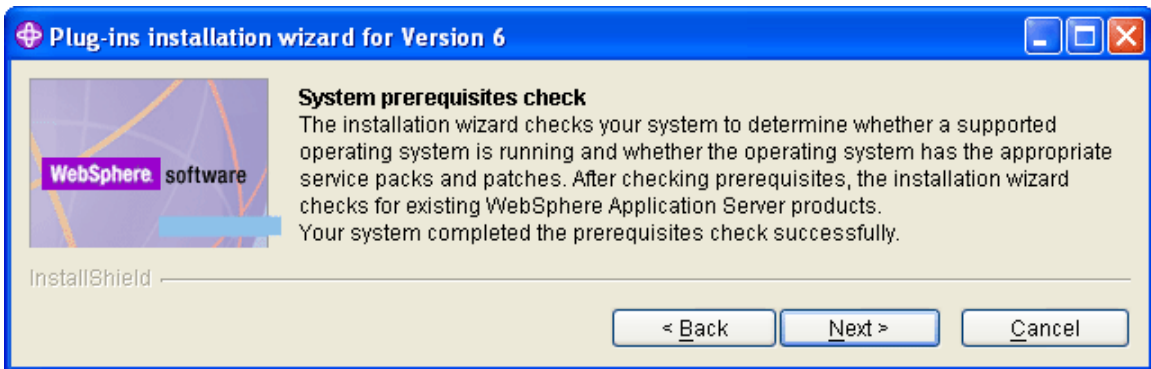 Plug-ins installation wizard for Version 6
System prerequisites check
The installation wizard checks your system to determine whether a supported
operating system is running and whether the operating system has the appropriate
service packs and patches. After checking prerequisites, the installation wizard
checks for existing WebSphere Application Server products.
Your system completed the prerequisites check successfully.
WebSphere. software
InstallShield
< Back Next > Cancel